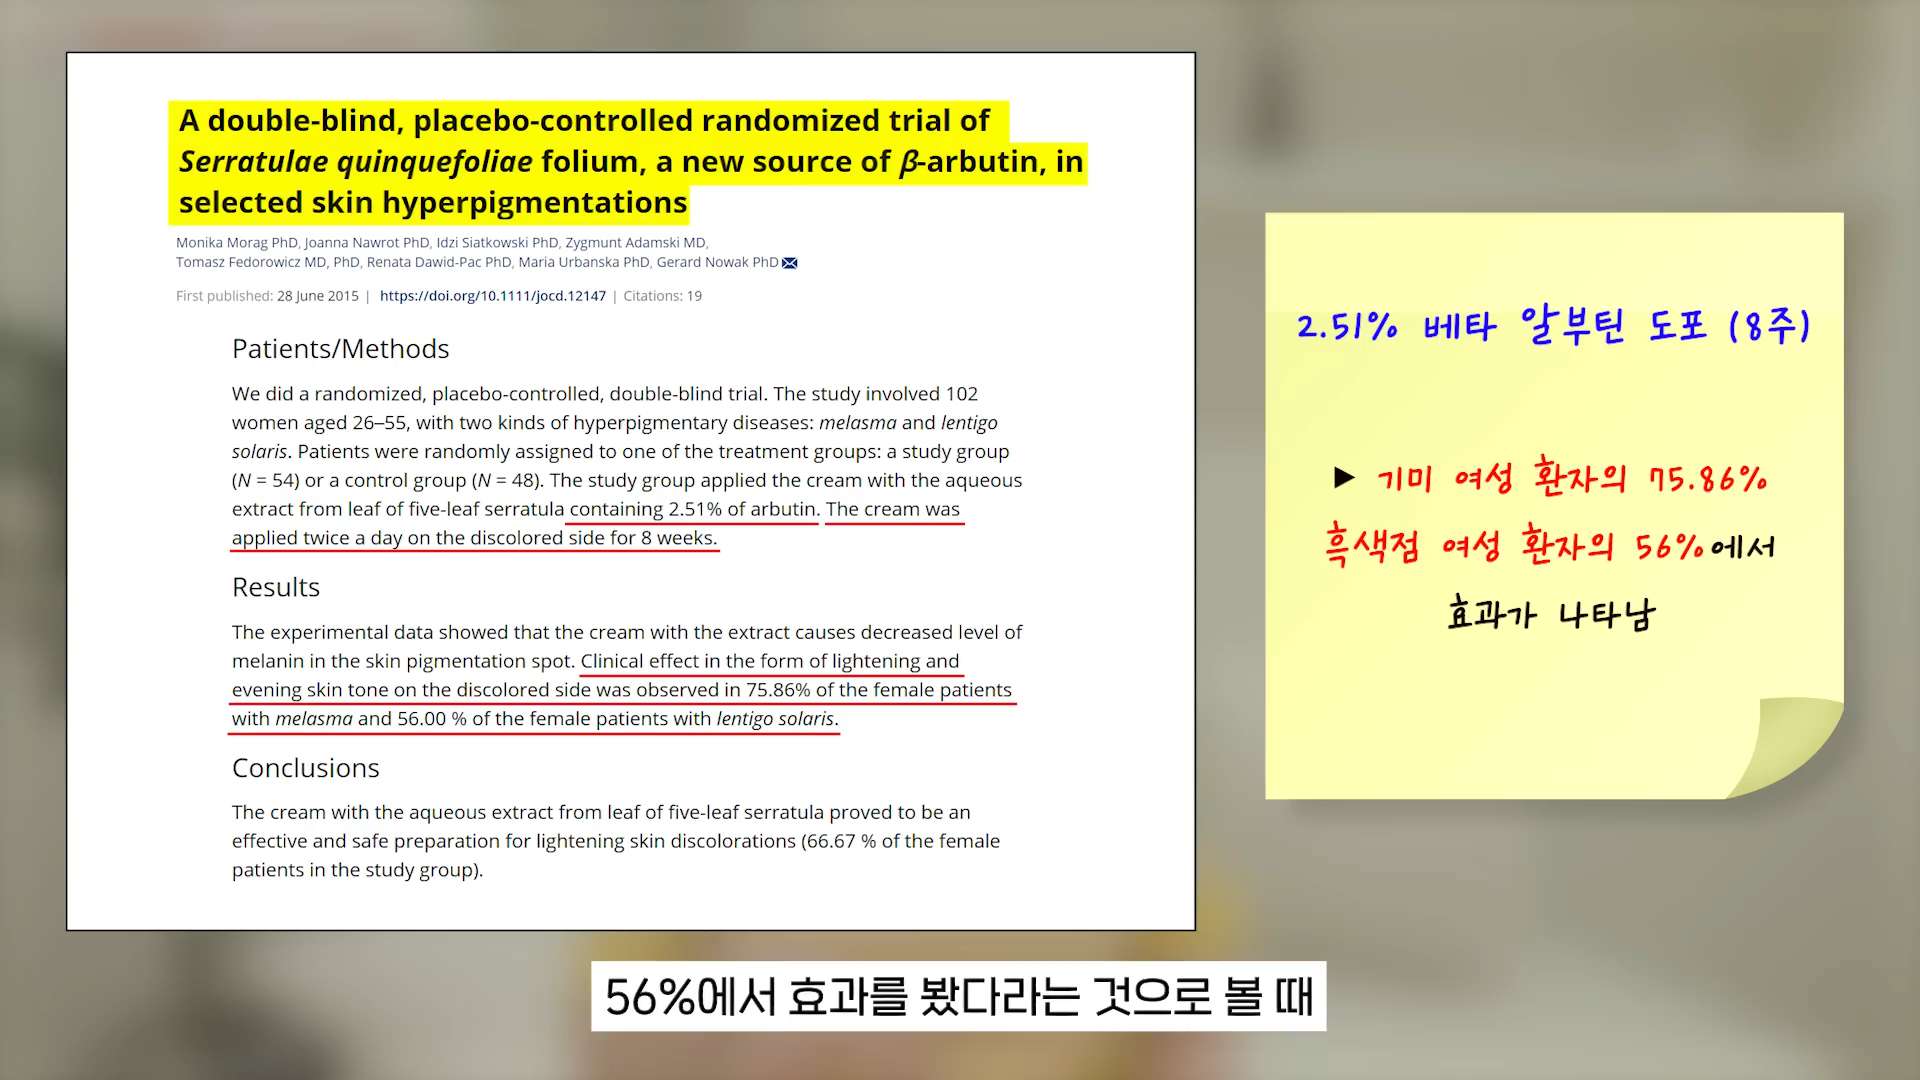 A double-blind, placebo-controlled randomized trial of
Serratulae quinquefoliae folium, a new source of β-arbutin, in
selected skin hyperpigmentations
Monika Morag PhD, Joanna Nawrot PhD, Idzi Siatkowski PhD, Zygmunt Adamski MD,
Tomasz Fedorowicz MD, PhD, Renata Dawid-Pac PhD, Maria Urbanska PhD, Gerard Nowak PhD
First published: 28 June 2015 | https://doi.org/10.1111/jocd.12147 | Citations: 19
Patients/Methods
We did a randomized, placebo-controlled, double-blind trial. The study involved 102
women aged 26–55, with two kinds of hyperpigmentary diseases: melasma and lentigo
solaris. Patients were randomly assigned to one of the treatment groups: a study group
(N = 54) or a control group (N = 48). The study group applied the cream with the aqueous
extract from leaf of five-leaf serratula containing 2.51% of arbutin. The cream was
applied twice a day on the discolored side for 8 weeks.
Results
The experimental data showed that the cream with the extract causes decreased level of
melanin in the skin pigmentation spot. Clinical effect in the form of lightening and
evening skin tone on the discolored side was observed in 75.86% of the female patients
with melasma and 56.00 % of the female patients with lentigo solaris.
Conclusions
The cream with the aqueous extract from leaf of five-leaf serratula proved to be an
effective and safe preparation for lightening skin discolorations (66.67 % of the female
patients in the study group).
2.51% 베타 알부틴 도포 (8주)
▶ 기미 여성 환자의 75.86%
흑색점 여성 환자의 56%에서
효과가 나타남
56%에서 효과를 봤다라는 것으로 볼 때